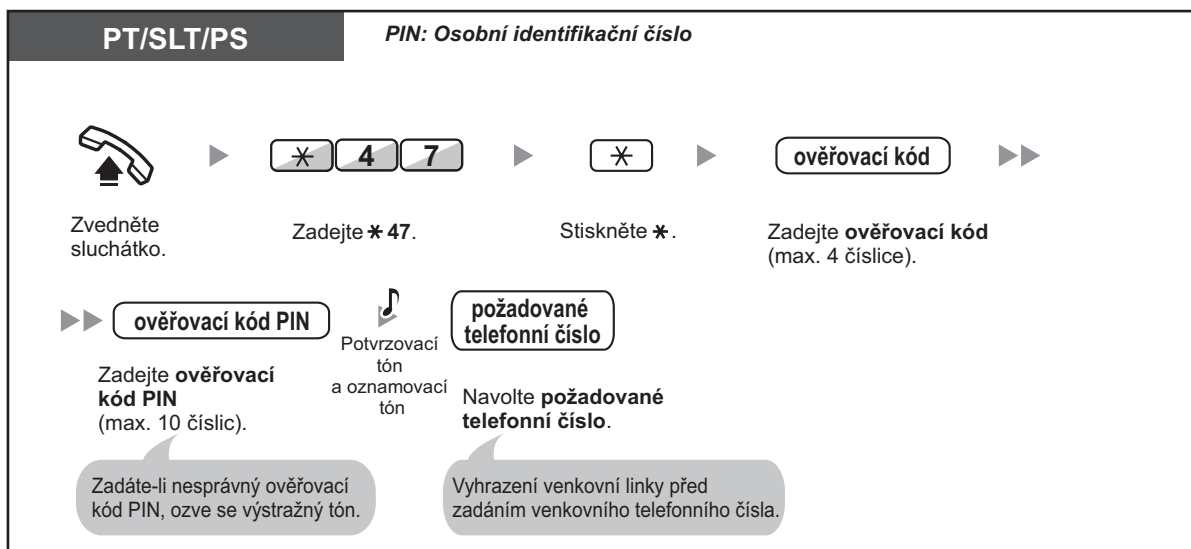 PT/SLT/PS
PIN: Osobní identifikační číslo
* 4 7
*
ověřovací kód
Zvedněte
sluchátko.
Zadejte * 47.
Stiskněte *.
Zadejte ověřovací kód
(max. 4 číslice).
ověřovací kód PIN
Potvrzovací
tón
a oznamovací
tón
požadované
telefonní číslo
Zadejte ověřovací
kód PIN
(max. 10 číslic).
Navolte požadované
telefonní číslo.
Zadáte-li nesprávný ověřovací
kód PIN, ozve se výstražný tón.
Vyhrazení venkovní linky před
zadáním venkovního telefonního čísla.